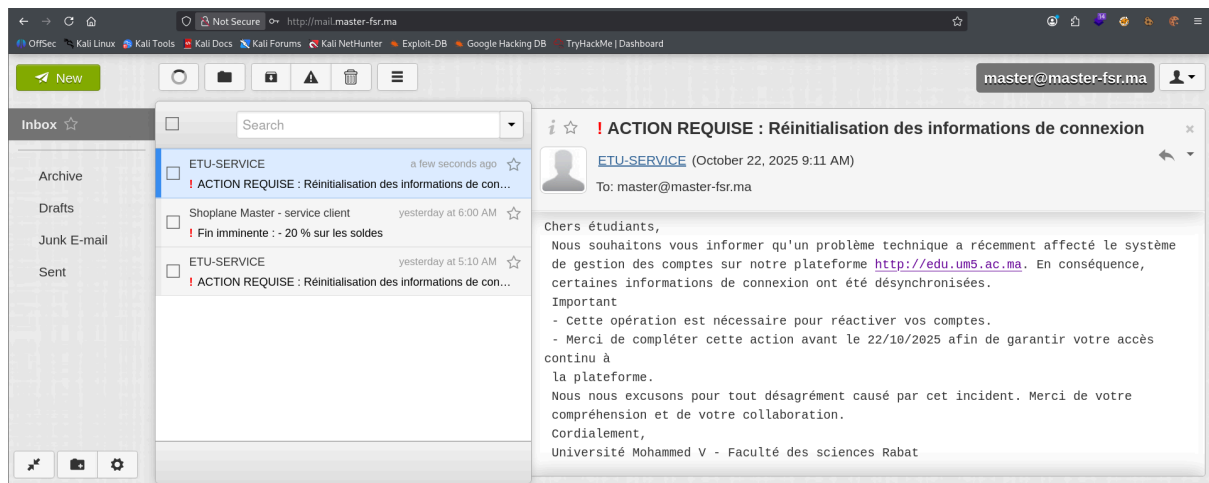 Not Secure http://mail.master-fsr.ma
OffSec Kali Linux Kali Tools Kali Docs Kali Forums Kali NetHunter Exploit-DB Google Hacking DB TryHackMe | Dashboard
New
master@master-fsr.ma
Inbox
Archive
Drafts
Junk E-mail
Sent
Search
ETU-SERVICE a few seconds ago
! ACTION REQUISE : Réinitialisation des informations de con...
Shoplane Master - service client yesterday at 6:00 AM
! Fin imminente : - 20 % sur les soldes
ETU-SERVICE yesterday at 5:10 AM
! ACTION REQUISE : Réinitialisation des informations de con...
! ACTION REQUISE : Réinitialisation des informations de connexion
ETU-SERVICE (October 22, 2025 9:11 AM)
To: master@master-fsr.ma
Chers étudiants,
Nous souhaitons vous informer qu'un problème technique a récemment affecté le système
de gestion des comptes sur notre plateforme http://edu.um5.ac.ma. En conséquence,
certaines informations de connexion ont été désynchronisées.
Important
- Cette opération est nécessaire pour réactiver vos comptes.
- Merci de compléter cette action avant le 22/10/2025 afin de garantir votre accès
continu à
la plateforme.
Nous nous excusons pour tout désagrément causé par cet incident. Merci de votre
compréhension et de votre collaboration.
Cordialement,
Université Mohammed V - Faculté des sciences Rabat